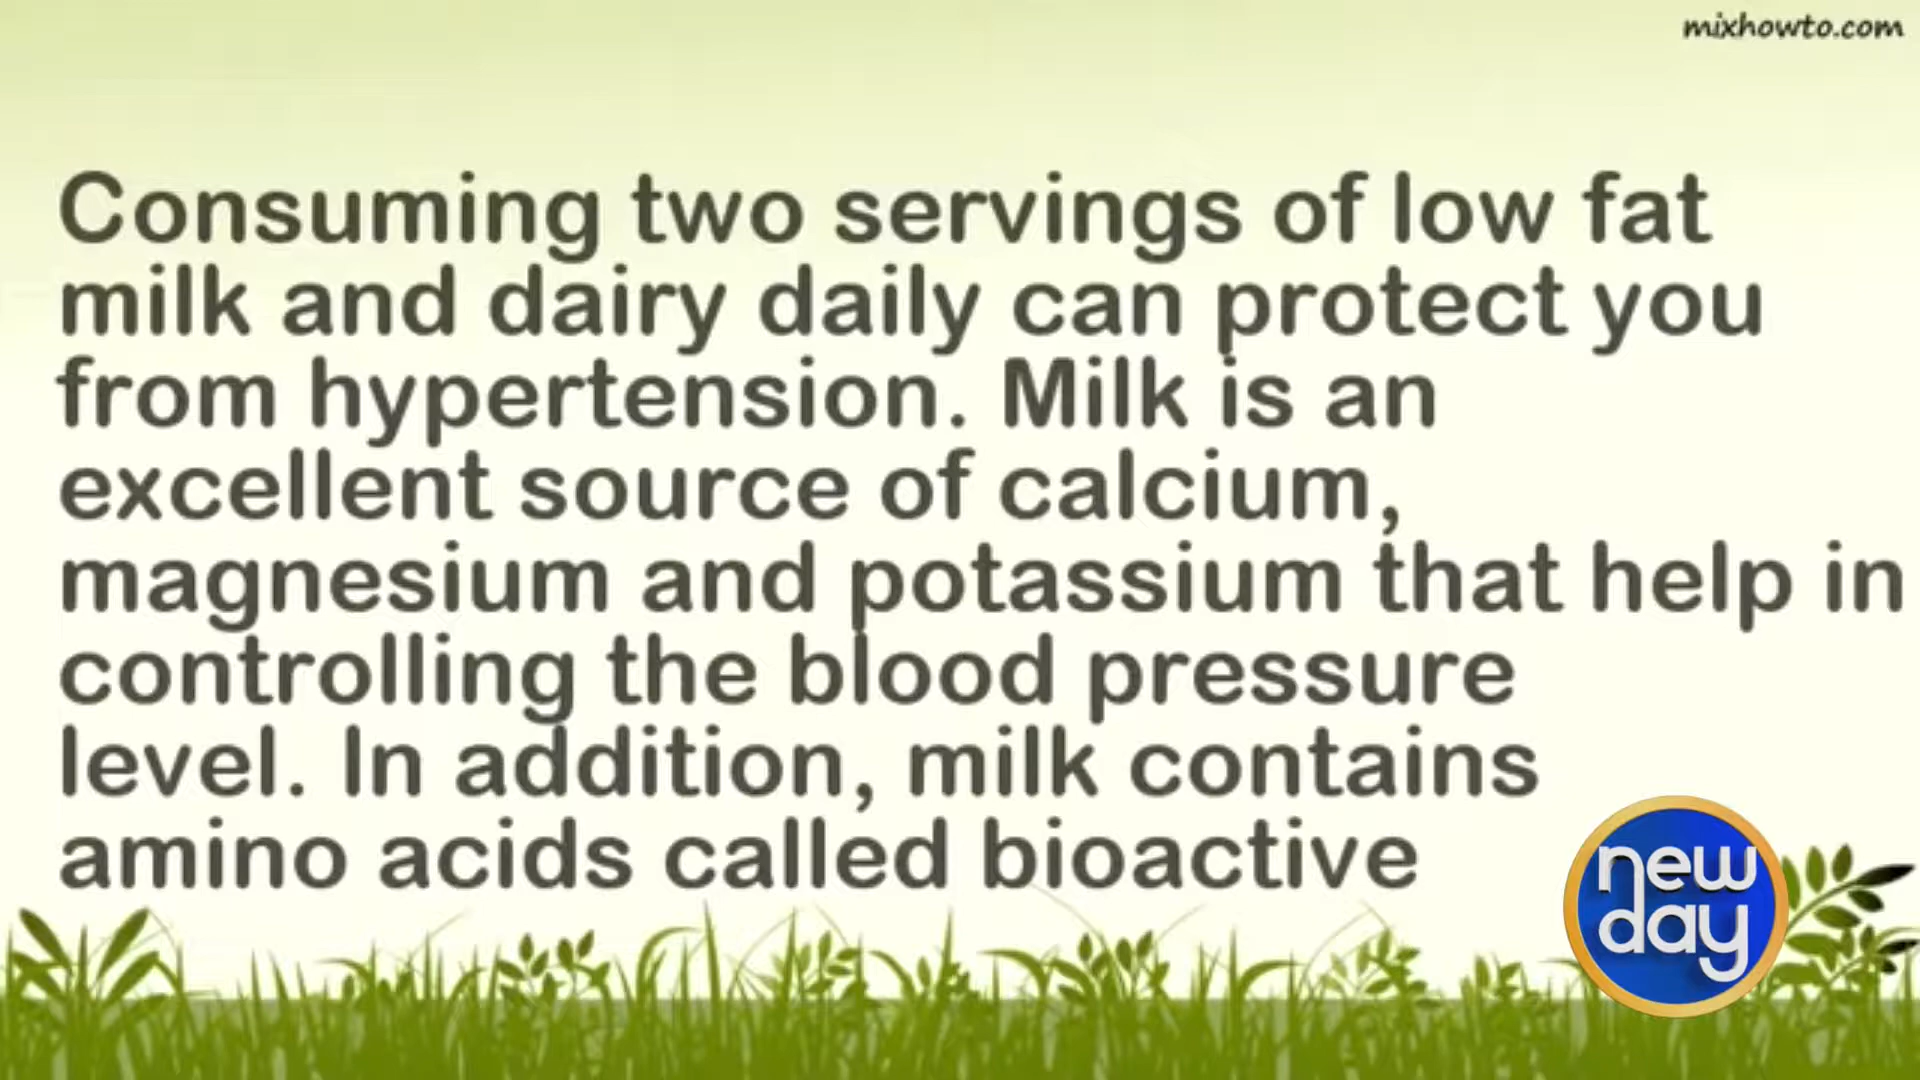 mixhowto.com
Consuming two servings of low fat
milk and dairy daily can protect you
from hypertension. Milk is an
excellent source of calcium,
magnesium and potassium that help in
controlling the blood pressure
level. In addition, milk contains
amino acids called bioactive
new
day